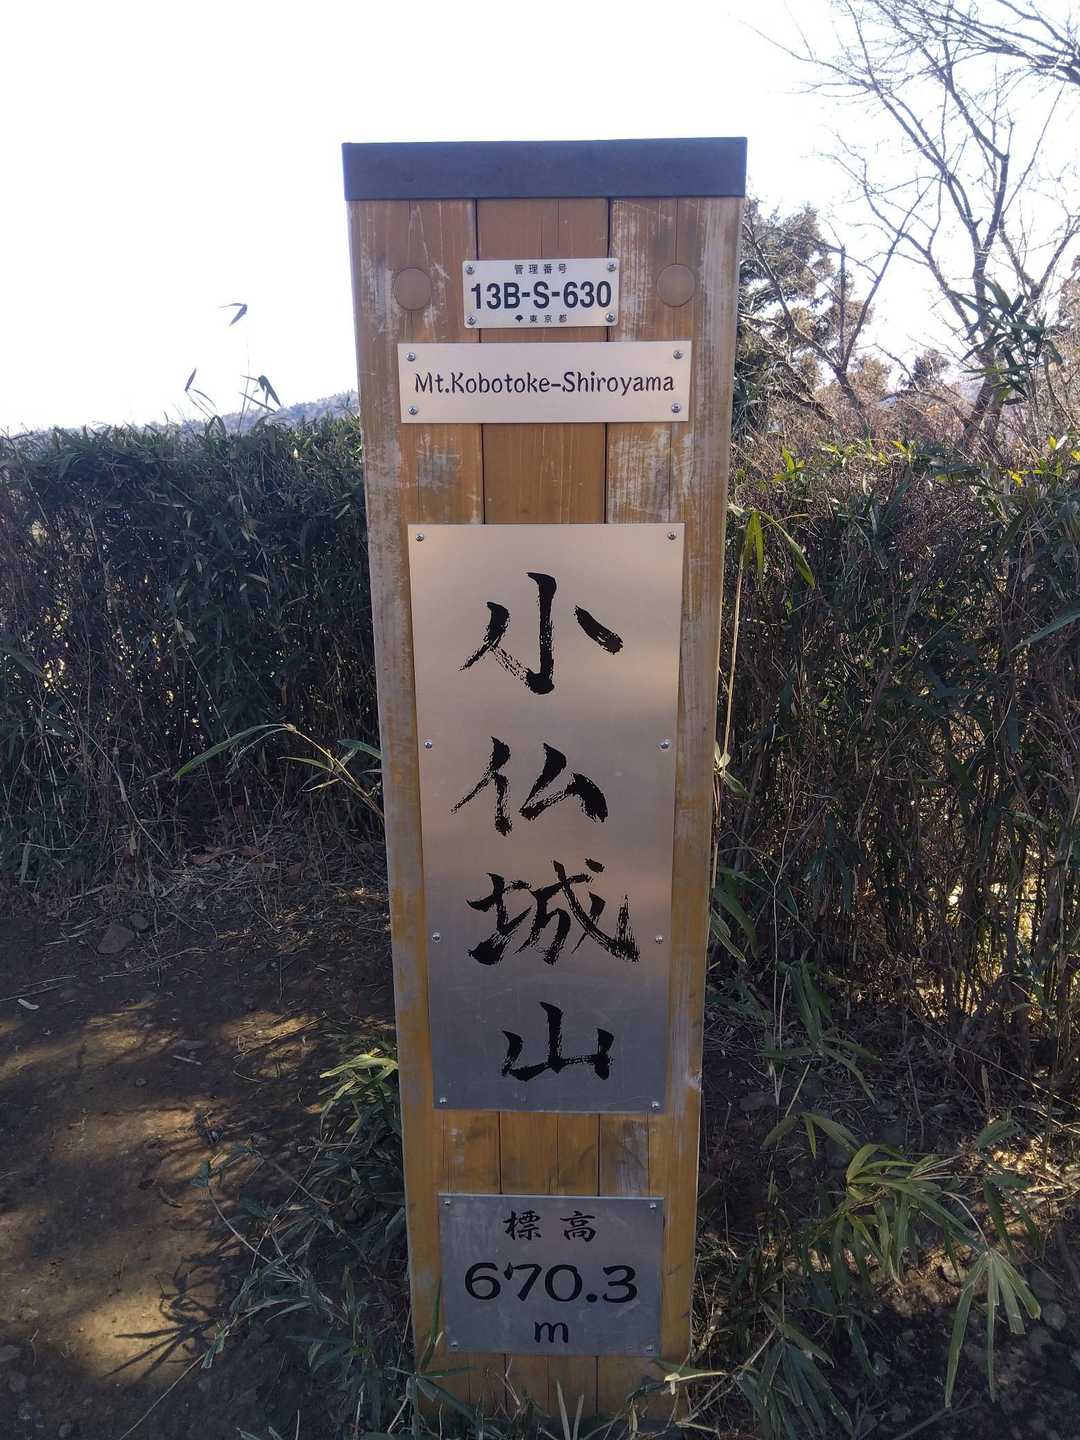 管理番号
13B-S-630
東京都
Mt.Kobotoke-Shiroyama
小仏城山
標高
670.3
m